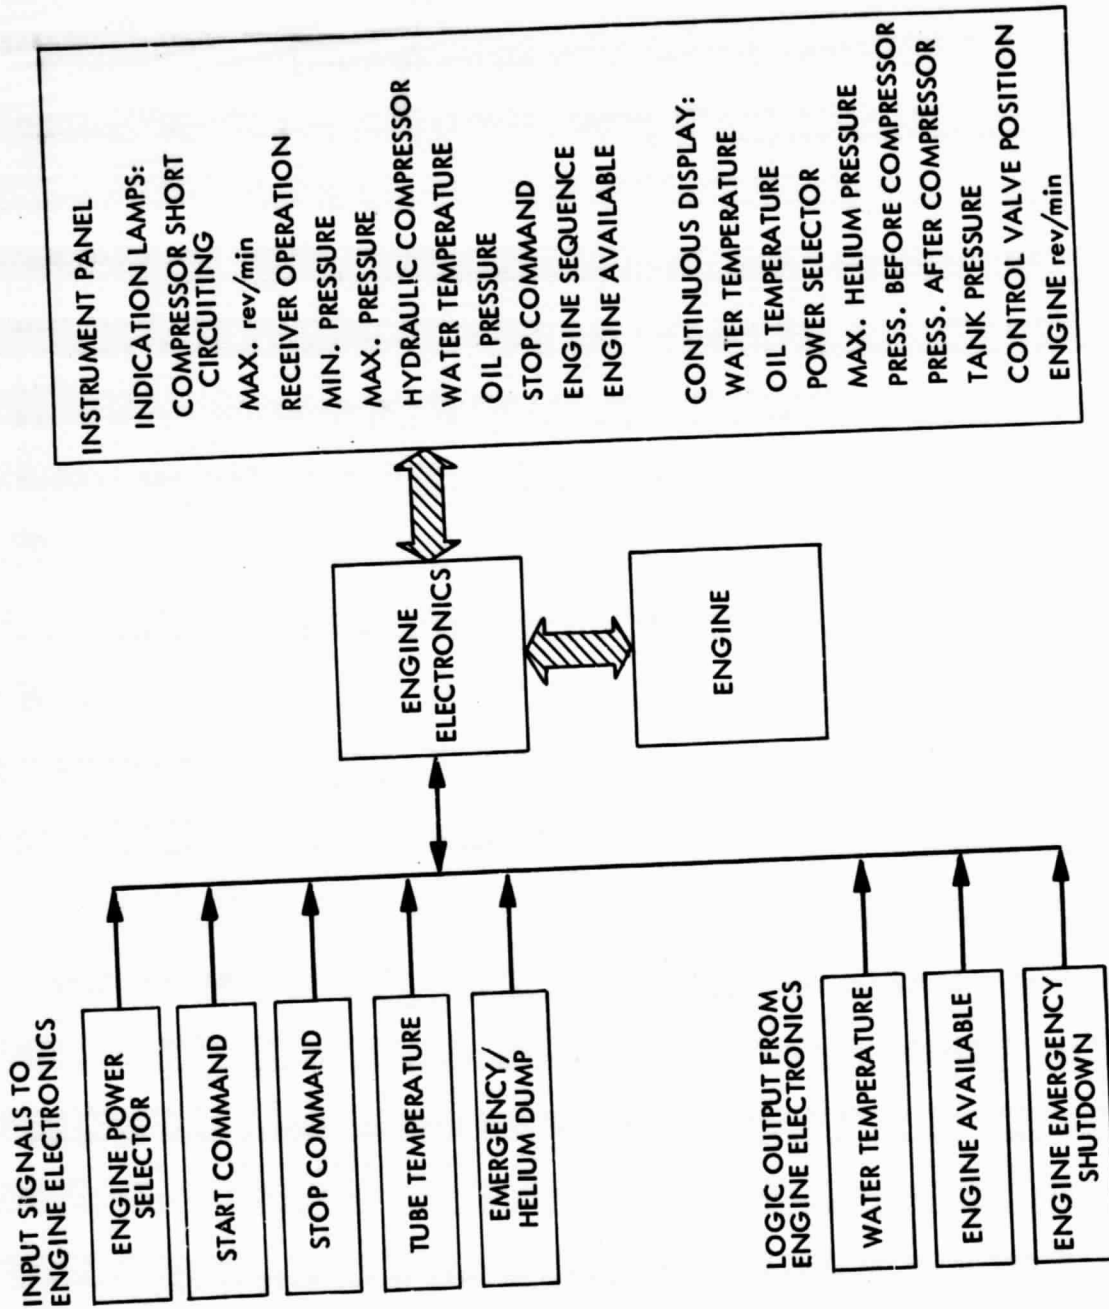 INPUT SIGNALS TO
ENGINE ELECTRONICS
ENGINE POWER
SELECTOR
START COMMAND
STOP COMMAND
TUBE TEMPERATURE
EMERGENCY/
HELIUM DUMP
LOGIC OUTPUT FROM
ENGINE ELECTRONICS
WATER TEMPERATURE
ENGINE AVAILABLE
ENGINE EMERGENCY
SHUTDOWN
ENGINE
ELECTRONICS
ENGINE
INSTRUMENT PANEL
INDICATION LAMPS:
COMPRESSOR SHORT
CIRCUITING
MAX. rev/min
RECEIVER OPERATION
MIN. PRESSURE
MAX. PRESSURE
HYDRAULIC COMPRESSOR
WATER TEMPERATURE
OIL PRESSURE
STOP COMMAND
ENGINE SEQUENCE
ENGINE AVAILABLE
CONTINUOUS DISPLAY:
WATER TEMPERATURE
OIL TEMPERATURE
POWER SELECTOR
MAX. HELIUM PRESSURE
PRESS. BEFORE COMPRESSOR
PRESS. AFTER COMPRESSOR
TANK PRESSURE
CONTROL VALVE POSITION
ENGINE rev/min